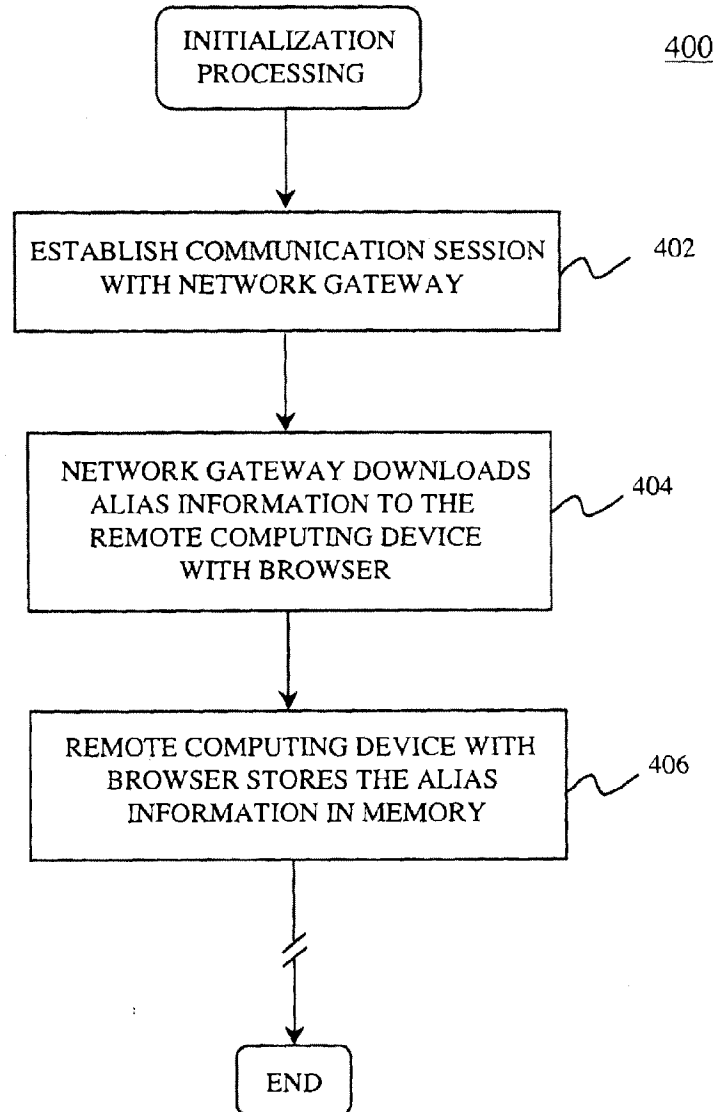 INITIALIZATION
PROCESSING
400
ESTABLISH COMMUNICATION SESSION
WITH NETWORK GATEWAY
402
NETWORK GATEWAY DOWNLOADS
ALIAS INFORMATION TO THE
REMOTE COMPUTING DEVICE
WITH BROWSER
404
REMOTE COMPUTING DEVICE WITH
BROWSER STORES THE ALIAS
INFORMATION IN MEMORY
406
END